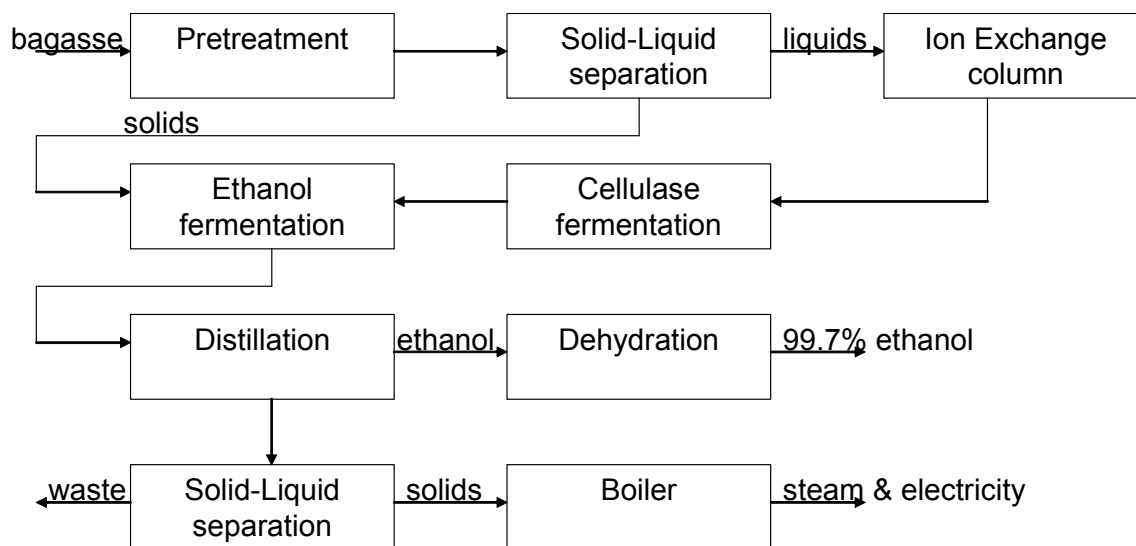 bagasse
Pretreatment
Solid-Liquid
separation
liquids
Ion Exchange
column
solids
Ethanol
fermentation
Cellulase
fermentation
Distillation
ethanol
Dehydration
99.7% ethanol
waste
Solid-Liquid
separation
solids
Boiler
steam & electricity